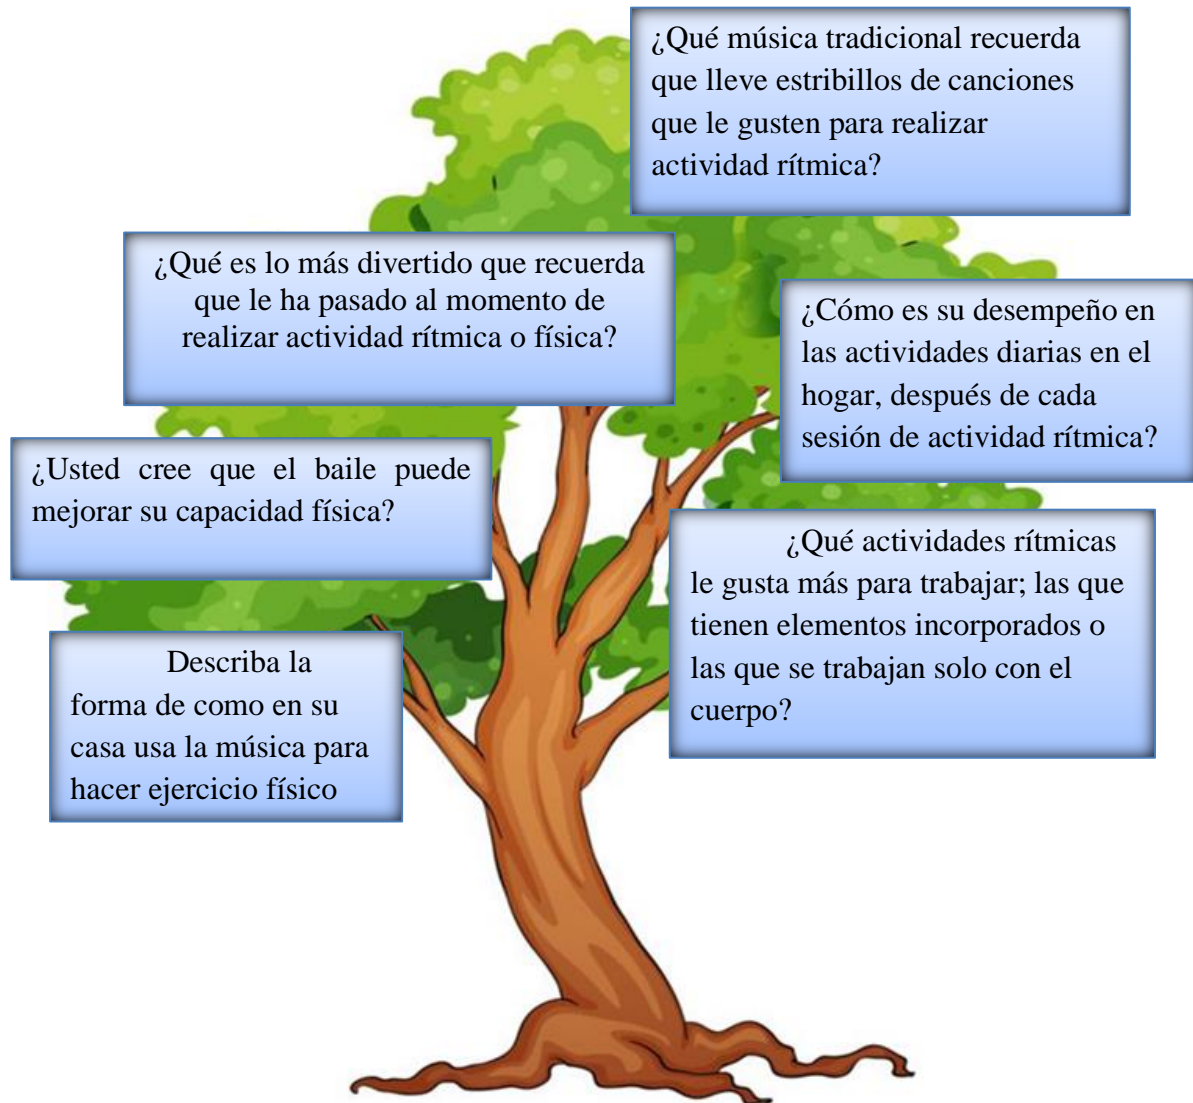 ¿Qué música tradicional recuerda
que lleve estribillos de canciones
que le gusten para realizar
actividad rítmica?
¿Qué es lo más divertido que recuerda
que le ha pasado al momento de
realizar actividad rítmica o física?
¿Cómo es su desempeño en
las actividades diarias en el
hogar, después de cada
sesión de actividad rítmica?
¿Usted cree que el baile puede
mejorar su capacidad física?
¿Qué actividades rítmicas
le gusta más para trabajar; las que
tienen elementos incorporados o
las que se trabajan solo con el
cuerpo?
Describa la
forma de como en su
casa usa la música para
hacer ejercicio físico